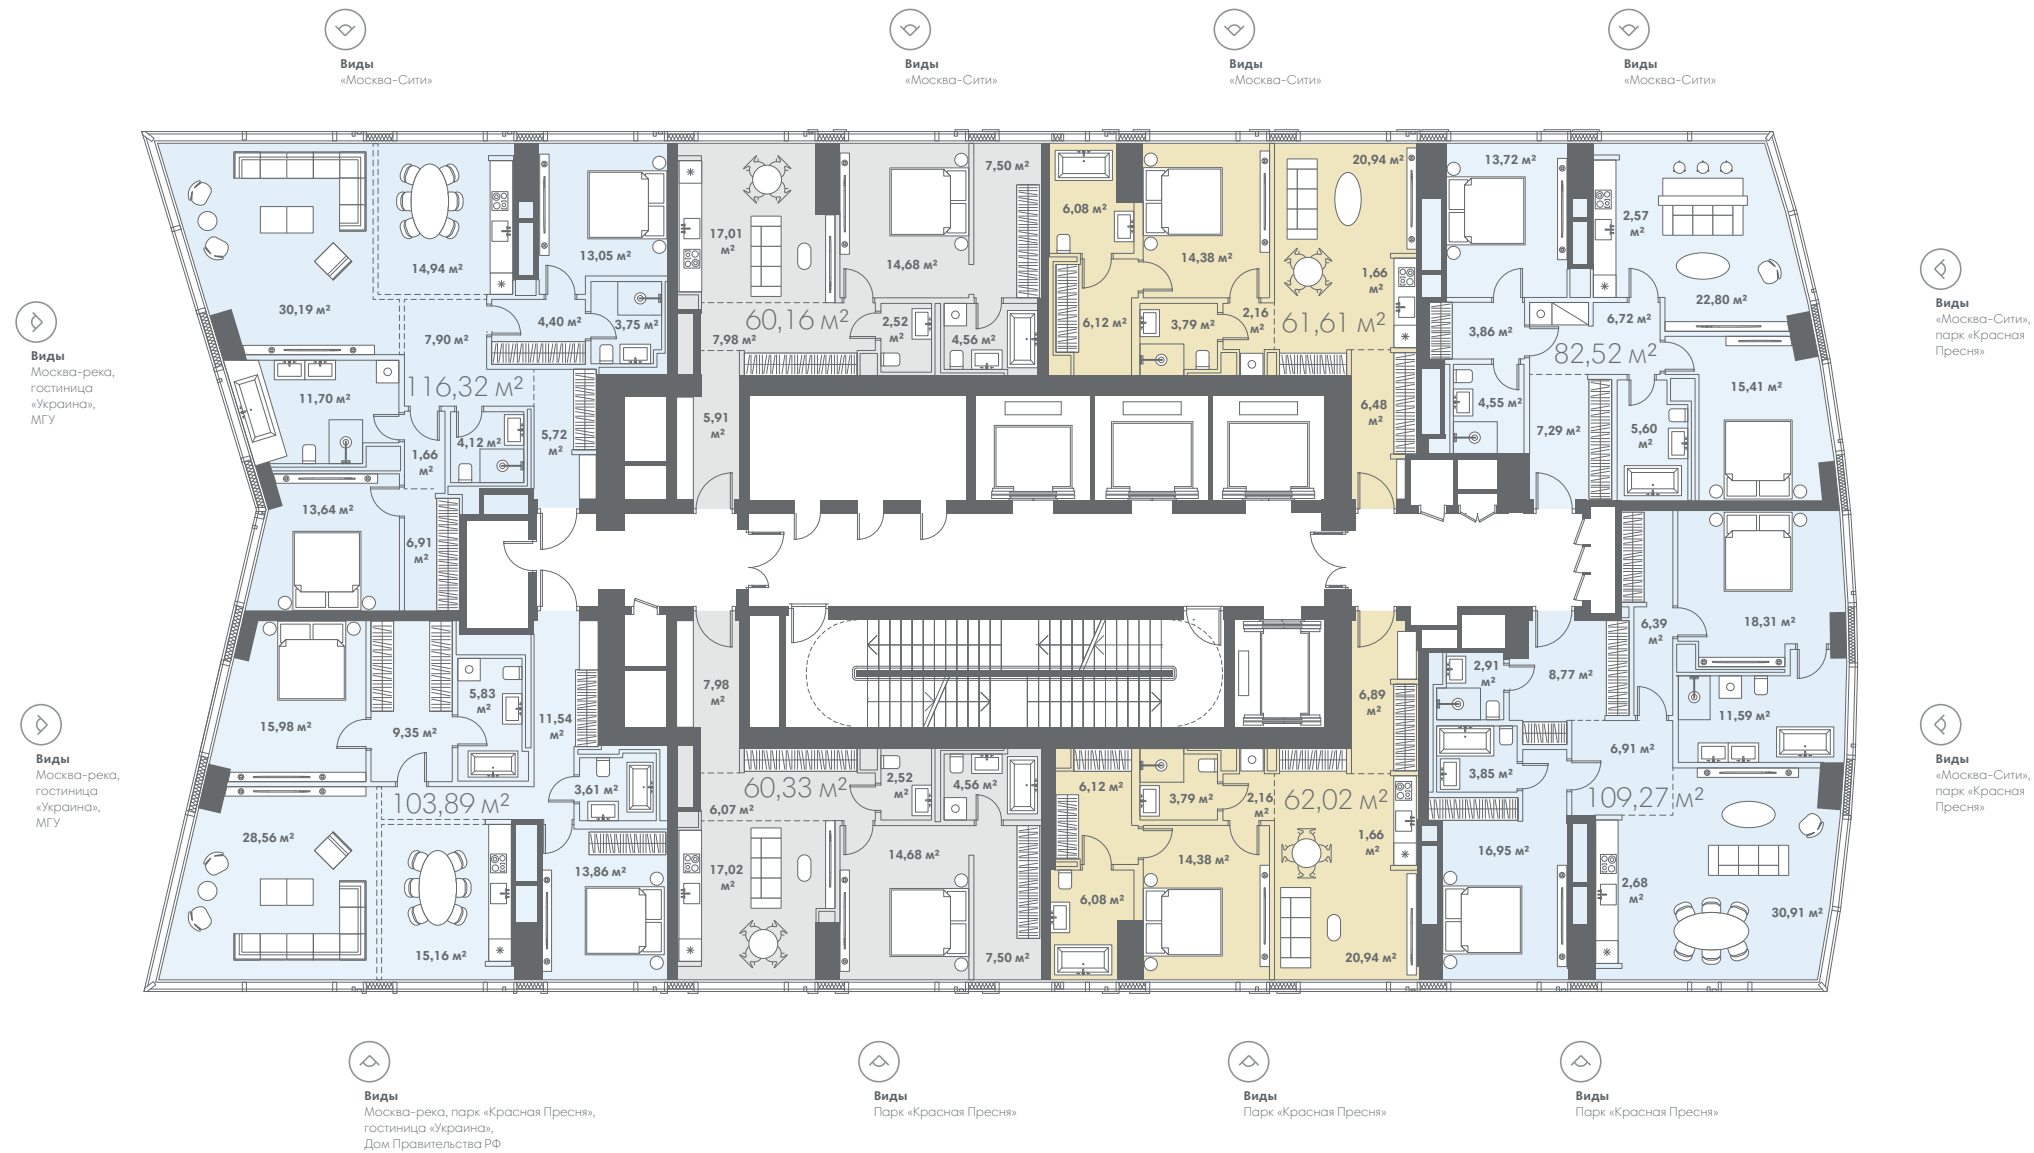 Виды
«Москва-Сити»
Виды
«Москва-Сити»
Виды
«Москва-Сити»
Виды
«Москва-Сити»
Виды
Москва-река,
гостиница
«Украина»,
МГУ
30,19 м²
14,94 м²
13,05 м²
4,40 м²
3,75 м²
7,90 м²
116,32 м²
11,70 м²
4,12 м²
1,66
м²
5,72
м²
13,64 м²
6,91
м²
17,01
м²
14,68 м²
7,50 м²
60,16 м²
7,98 м²
2,52
м²
4,56 м²
5,91
м²
6,08 м²
14,38 м²
20,94 м²
1,66
м²
6,12 м²
3,79 м²
2,16
м²
61,61 м²
6,48
м²
13,72 м²
2,57
м²
22,80 м²
3,86 м²
6,72 м²
82,52 м²
15,41 м²
4,55 м²
7,29 м²
5,60
м²
Виды
«Москва-Сити»,
парк «Красная
Пресня»
Виды
Москва-река,
гостиница
«Украина»,
МГУ
15,98 м²
9,35 м²
5,83
м²
11,54
м²
3,61 м²
103,89 м²
28,56 м²
13,86 м²
15,16 м²
7,98
м²
60,33 м²
6,07 м²
2,52
м²
4,56 м²
17,02
м²
14,68 м²
7,50 м²
6,89
м²
6,12 м²
3,79 м²
2,16
м²
62,02 м²
1,66
м²
14,38 м²
6,08 м²
20,94 м²
6,39
м²
18,31 м²
2,91
м²
8,77 м²
11,59 м²
6,91 м²
3,85 м²
109,27 м²
16,95 м²
2,68
м²
30,91 м²
Виды
«Москва-Сити»,
парк «Красная
Пресня»
Виды
Москва-река, парк «Красная Пресня»,
гостиница «Украина»,
Дом Правительства РФ
Виды
Парк «Красная Пресня»
Виды
Парк «Красная Пресня»
Виды
Парк «Красная Пресня»